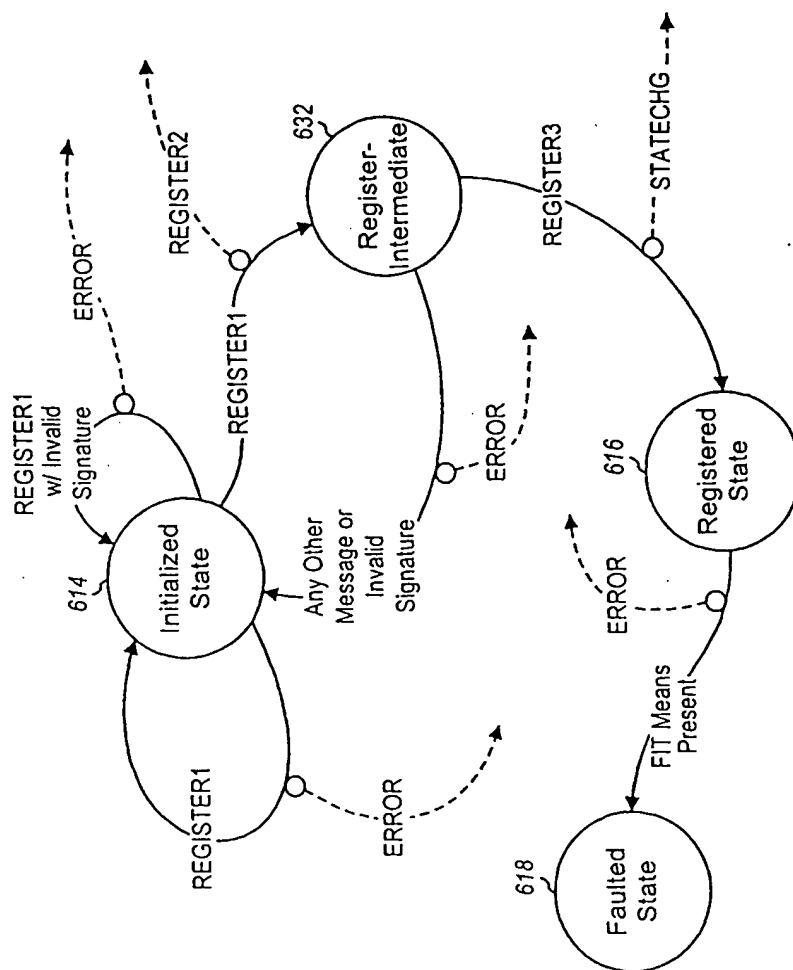 REGISTER1
w/ Invalid
Signature
ERROR
614
Initialized
State
REGISTER1
ERROR
REGISTER1
REGISTER2
632
Register-
Intermediate
Any Other
Message or
Invalid
Signature
ERROR
REGISTER3
STATECHG
616
Registered
State
ERROR
FIT Means
Present
618
Faulted
State